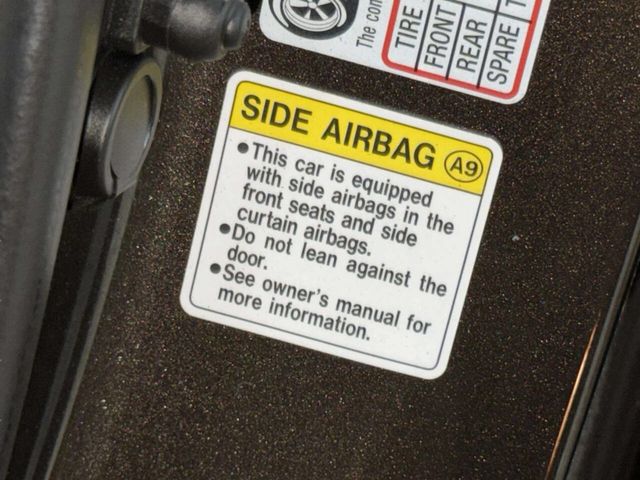 The
TIRE
FRONT
REAR
SPARE
SIDE AIRBAG A9
•This car is equipped
with side airbags in the
front seats and side
curtain airbags.
•Do not lean against the
door.
•See owner's manual for
more information.